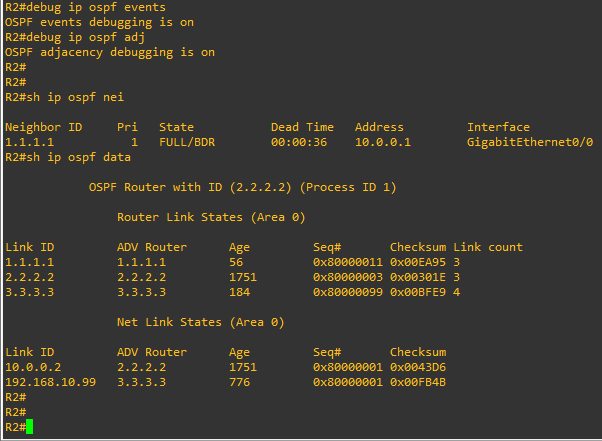 R2#debug ip ospf events
OSPF events debugging is on
R2#debug ip ospf adj
OSPF adjacency debugging is on
R2#
R2#
R2#sh ip ospf nei
Neighbor ID     Pri   State           Dead Time   Address         Interface
1.1.1.1           1   FULL/BDR        00:00:36    10.0.0.1        GigabitEthernet0/0
R2#sh ip ospf data
OSPF Router with ID (2.2.2.2) (Process ID 1)
Router Link States (Area 0)
Link ID         ADV Router      Age         Seq#       Checksum Link count
1.1.1.1         1.1.1.1         56          0x80000011 0x00EA95 3
2.2.2.2         2.2.2.2         1751        0x80000003 0x00301E 3
3.3.3.3         3.3.3.3         184         0x80000099 0x00BFE9 4
Net Link States (Area 0)
Link ID         ADV Router      Age         Seq#       Checksum
10.0.0.2        2.2.2.2         1751        0x80000001 0x0043D6
192.168.10.99   3.3.3.3         776         0x80000001 0x00FB4B
R2#
R2#
R2#